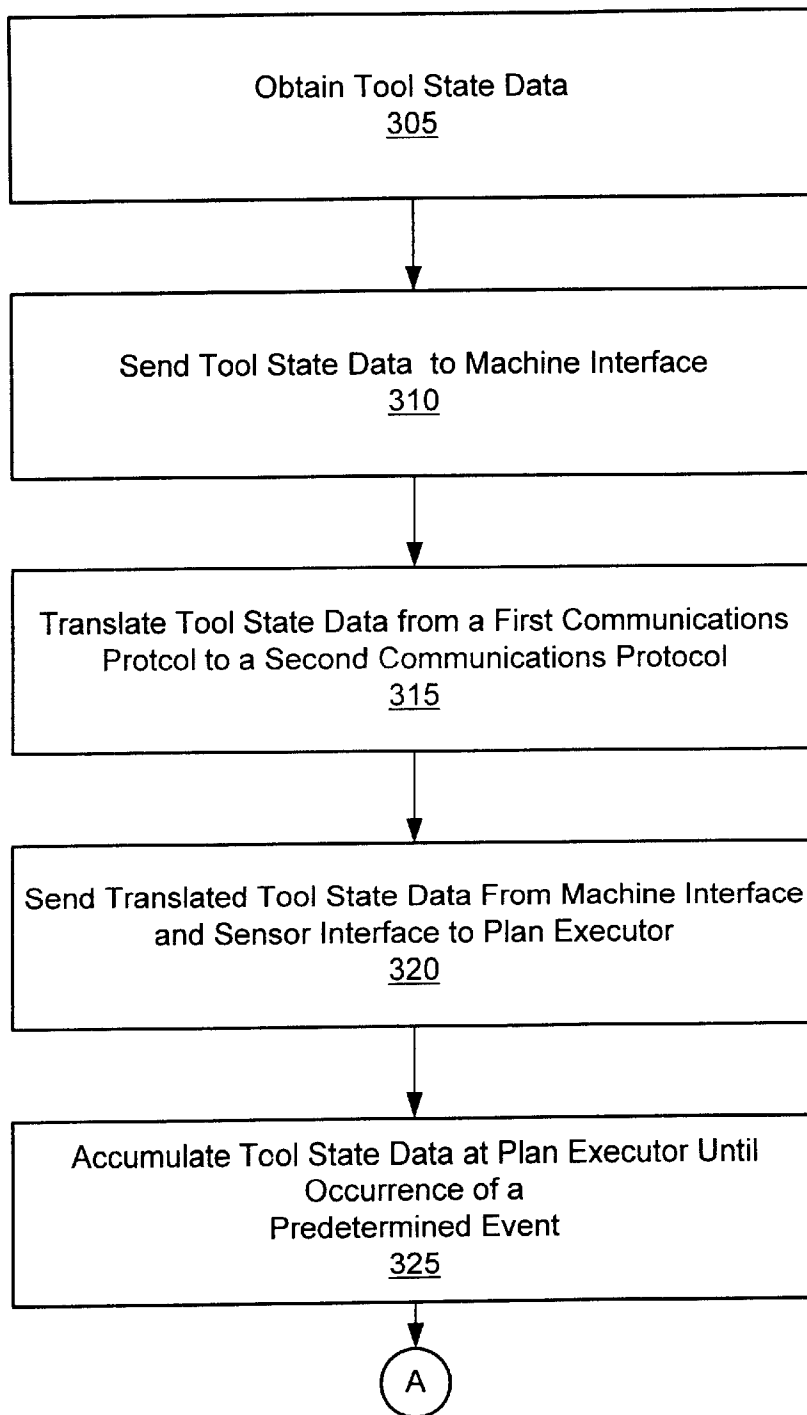 Obtain Tool State Data
305
Send Tool State Data to Machine Interface
310
Translate Tool State Data from a First Communications
Protcol to a Second Communications Protocol
315
Send Translated Tool State Data From Machine Interface
and Sensor Interface to Plan Executor
320
Accumulate Tool State Data at Plan Executor Until
Occurrence of a
Predetermined Event
325
A